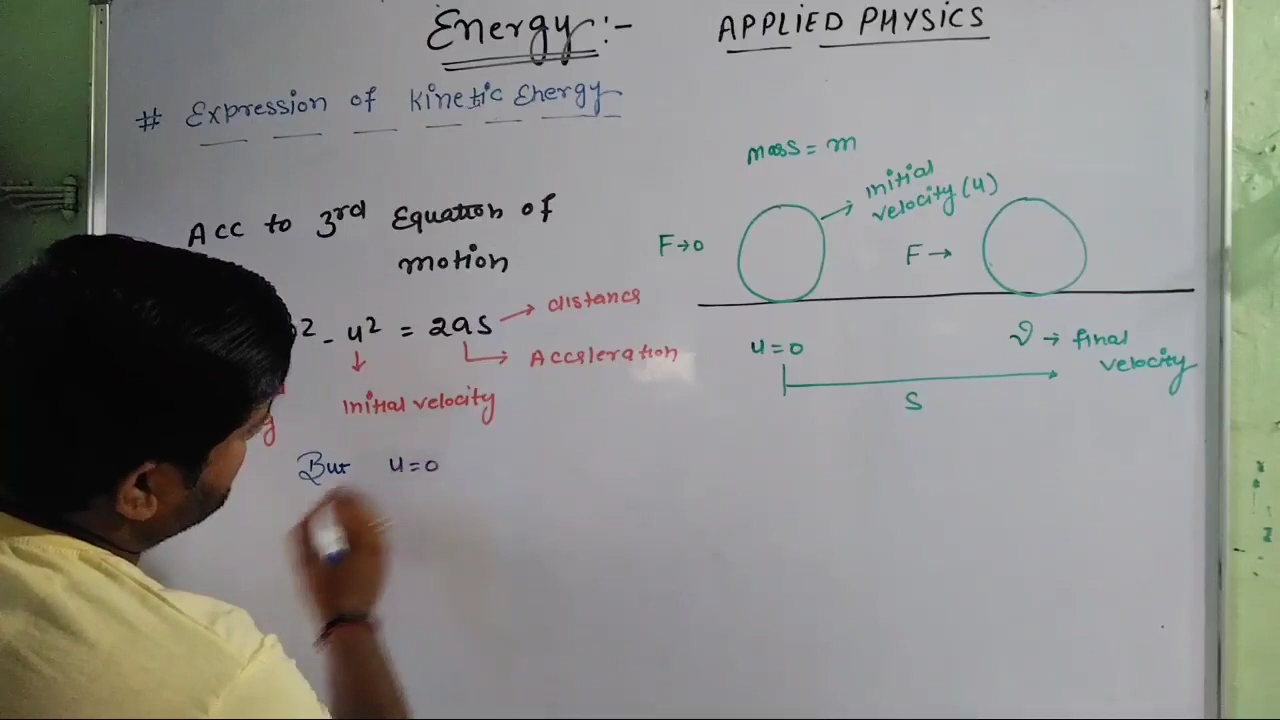 Energy:-
APPLIED PHYSICS
# Expression of Kinetic Energy
mass = m
Initial velocity (u)
Acc to 3rd Equation of
motion
F→0
F→
² - u² = 2as
→ distance
→ Acceleration
Initial velocity
u=0
v → final
velocity
S
But u=0